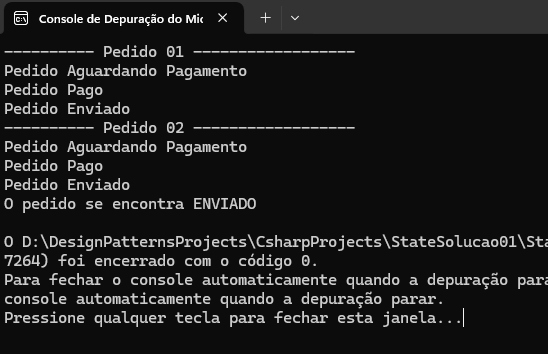 Console de Depuração do Mic
---------- Pedido 01 ------------------
Pedido Aguardando Pagamento
Pedido Pago
Pedido Enviado
---------- Pedido 02 ------------------
Pedido Aguardando Pagamento
Pedido Pago
Pedido Enviado
O pedido se encontra ENVIADO
O D:\DesignPatternsProjects\CsharpProjects\StateSolucao01\Sta
7264) foi encerrado com o código 0.
Para fechar o console automaticamente quando a depuração para
console automaticamente quando a depuração parar.
Pressione qualquer tecla para fechar esta janela...